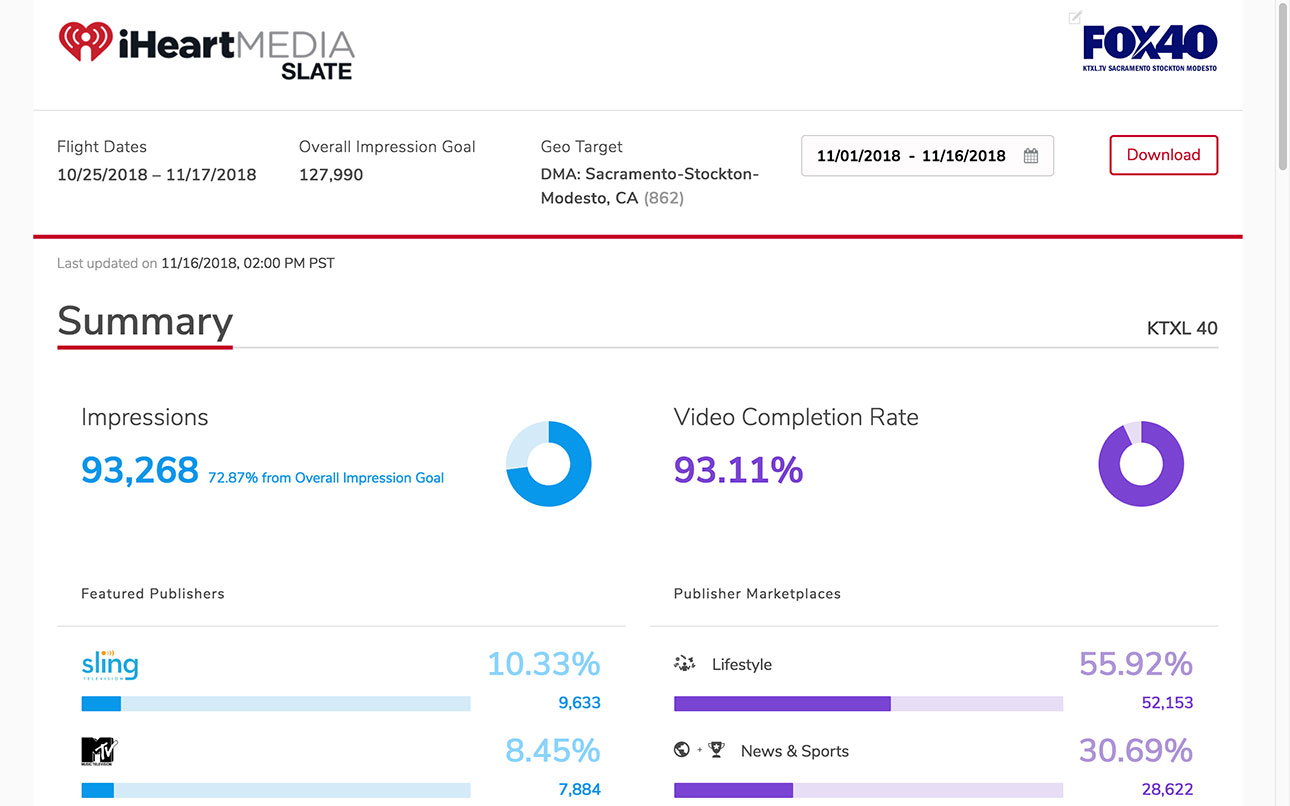 iHeartMEDIA
SLATE
FOX40
KTXL.TV SACRAMENTO STOCKTON MODESTO
Flight Dates
10/25/2018 – 11/17/2018
Overall Impression Goal
127,990
Geo Target
DMA: Sacramento-Stockton-
Modesto, CA (862)
11/01/2018 - 11/16/2018
Download
Last updated on 11/16/2018, 02:00 PM PST
Summary
KTXL 40
Impressions
93,268 72.87% from Overall Impression Goal
Video Completion Rate
93.11%
Featured Publishers
sling
TELEVISION
10.33%
9,633
MTV
MUSIC TELEVISION
8.45%
7,884
Publisher Marketplaces
Lifestyle
55.92%
52,153
+ News & Sports
30.69%
28,622